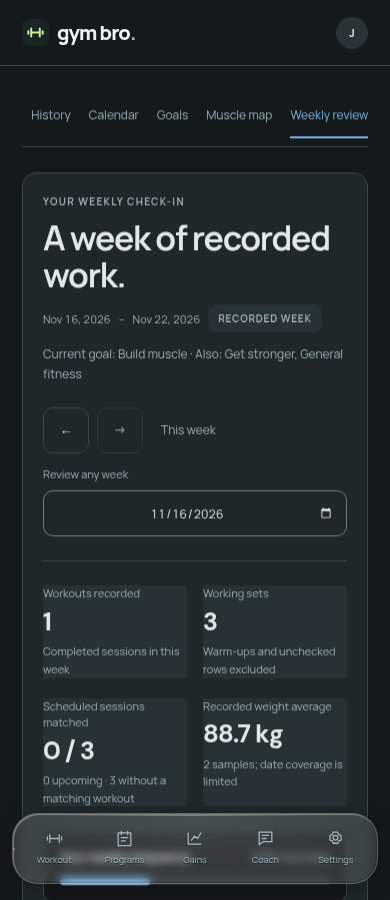 gym bro.
J
History Calendar Goals Muscle map Weekly review
YOUR WEEKLY CHECK-IN
A week of recorded
work.
Nov 16, 2026 – Nov 22, 2026 RECORDED WEEK
Current goal: Build muscle · Also: Get stronger, General
fitness
← → This week
Review any week
11/16/2026
Workouts recorded
1
Completed sessions in this
week
Working sets
3
Warm-ups and unchecked
rows excluded
Scheduled sessions
matched
0 / 3
0 upcoming · 3 without a
matching workout
Recorded weight average
88.7 kg
2 samples; date coverage is
limited
Workout Programs Gains Coach Settings